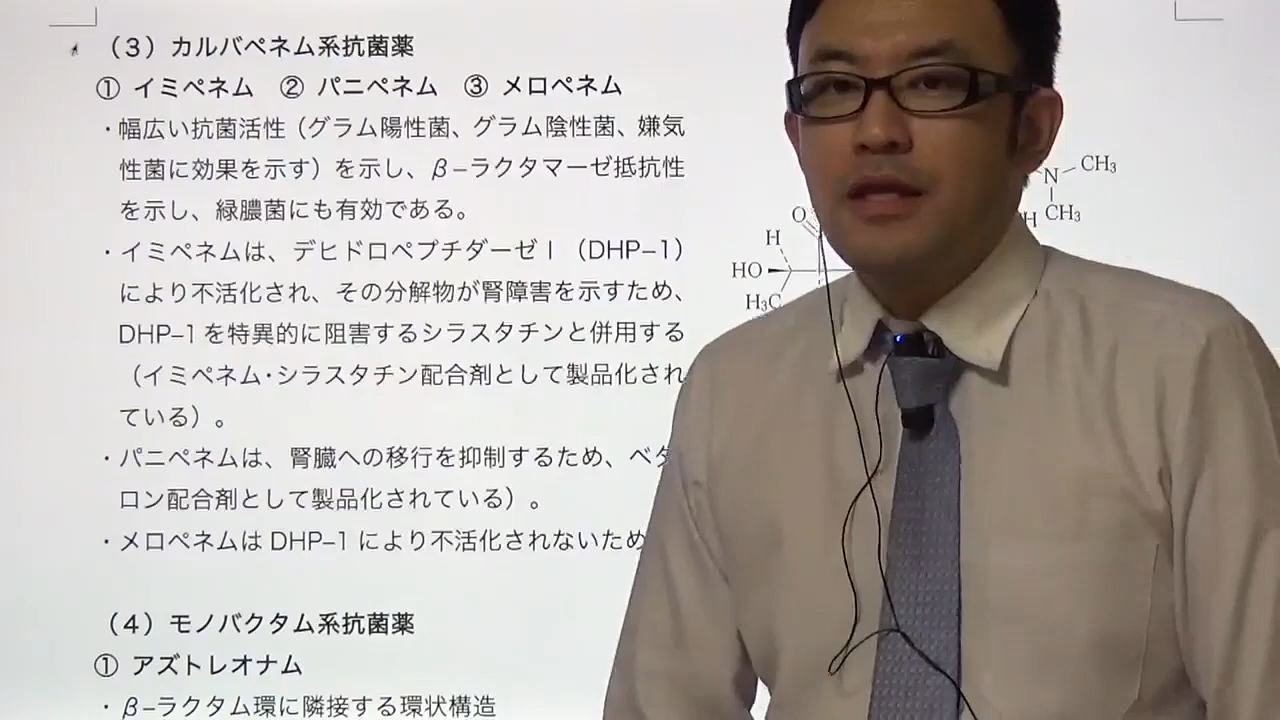 （3）カルバペネム系抗菌薬
① イミペネム ② パニペネム ③ メロペネム
・幅広い抗菌活性（グラム陽性菌、グラム陰性菌、嫌気
性菌に効果を示す）を示し、β–ラクタマーゼ抵抗性
を示し、緑膿菌にも有効である。
・イミペネムは、デヒドロペプチダーゼⅠ（DHP–1）
により不活化され、その分解物が腎障害を示すため、
DHP–1を特異的に阻害するシラスタチンと併用する
（イミペネム・シラスタチン配合剤として製品化され
ている）。
・パニペネムは、腎臓への移行を抑制するため、ベタ
ロン配合剤として製品化されている）。
・メロペネムは DHP–1 により不活化されないため
（4）モノバクタム系抗菌薬
① アズトレオナム
・β–ラクタム環に隣接する環状構造
N
CH3
CH3
H
O
H
HO
H3C